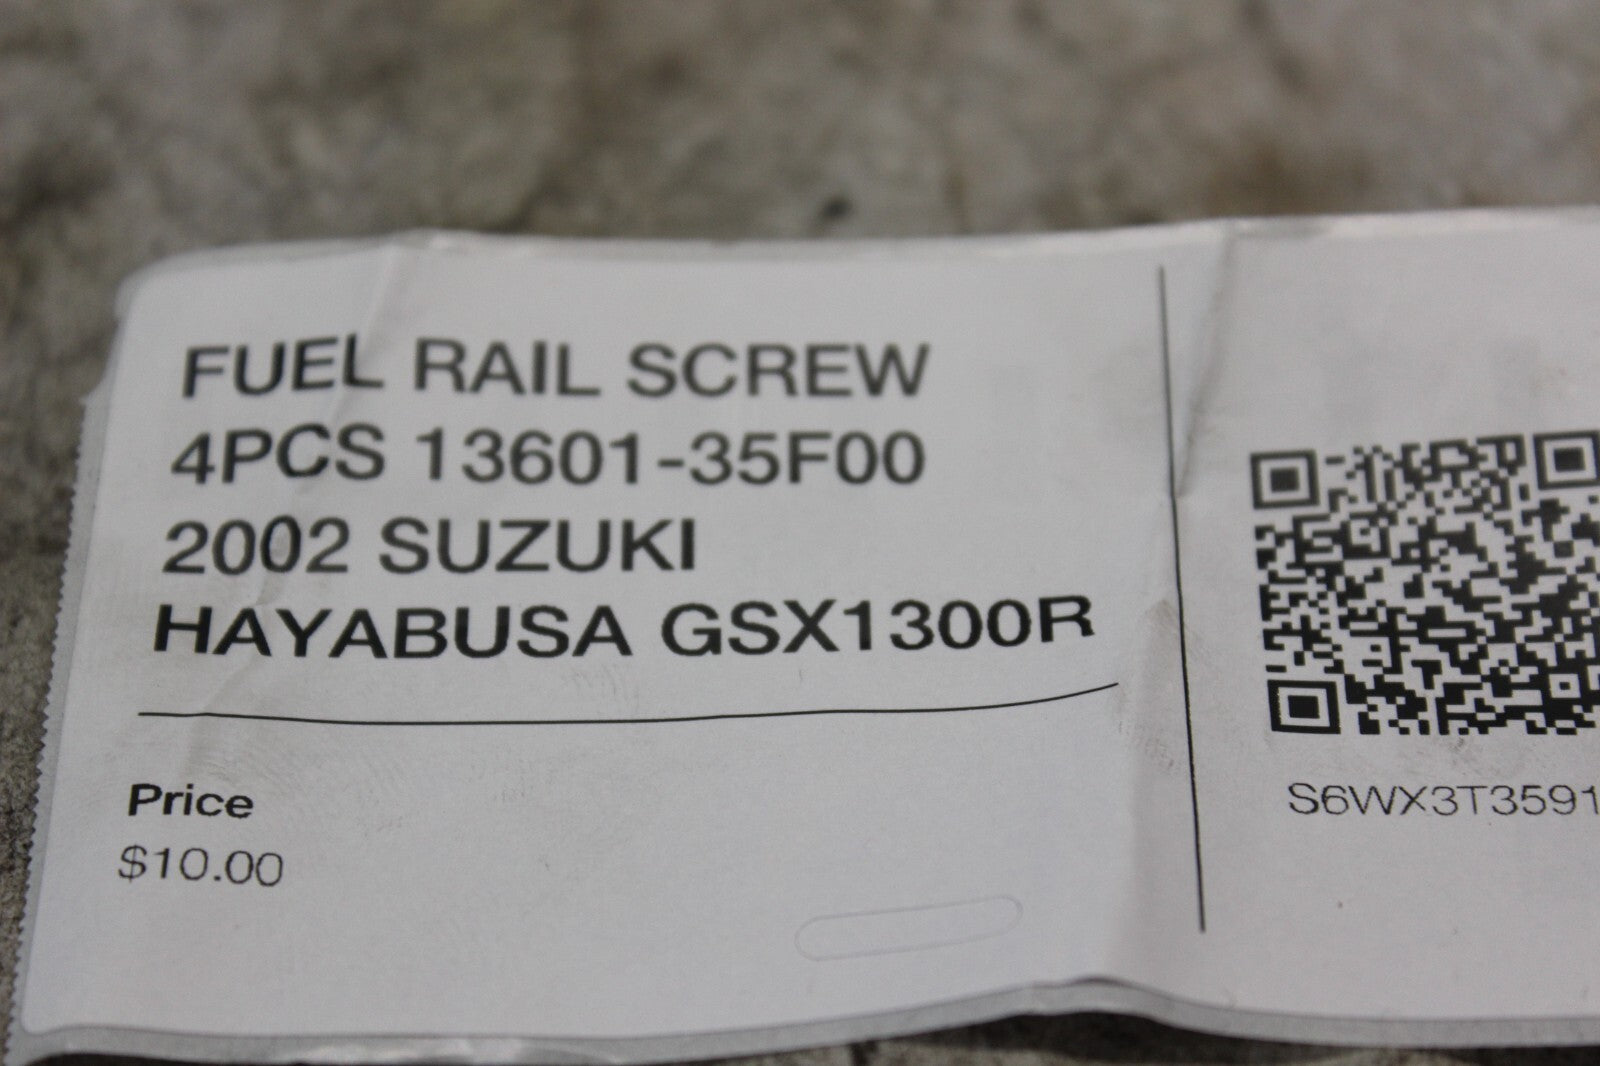 FUEL RAIL SCREW
4PCS 13601-35F00
2002 SUZUKI
HAYABUSA GSX1300R
Price
$10.00
S6WX3T3591